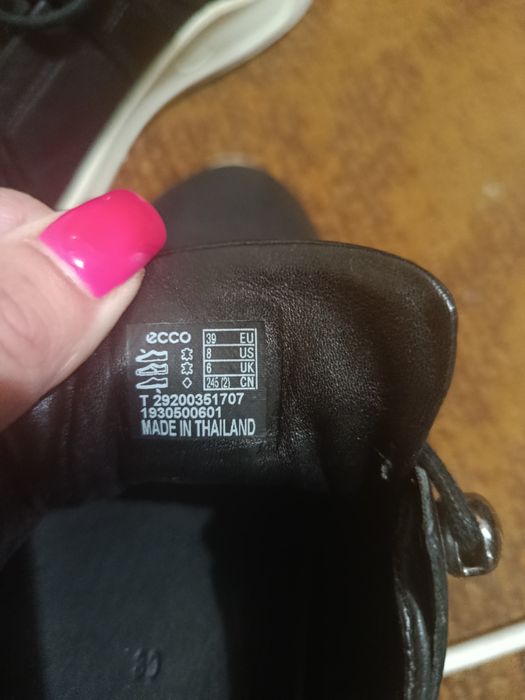 ecco
39 EU
8 US
6 UK
245 (2) CN
T 29200351707
1930500601
MADE IN THAILAND